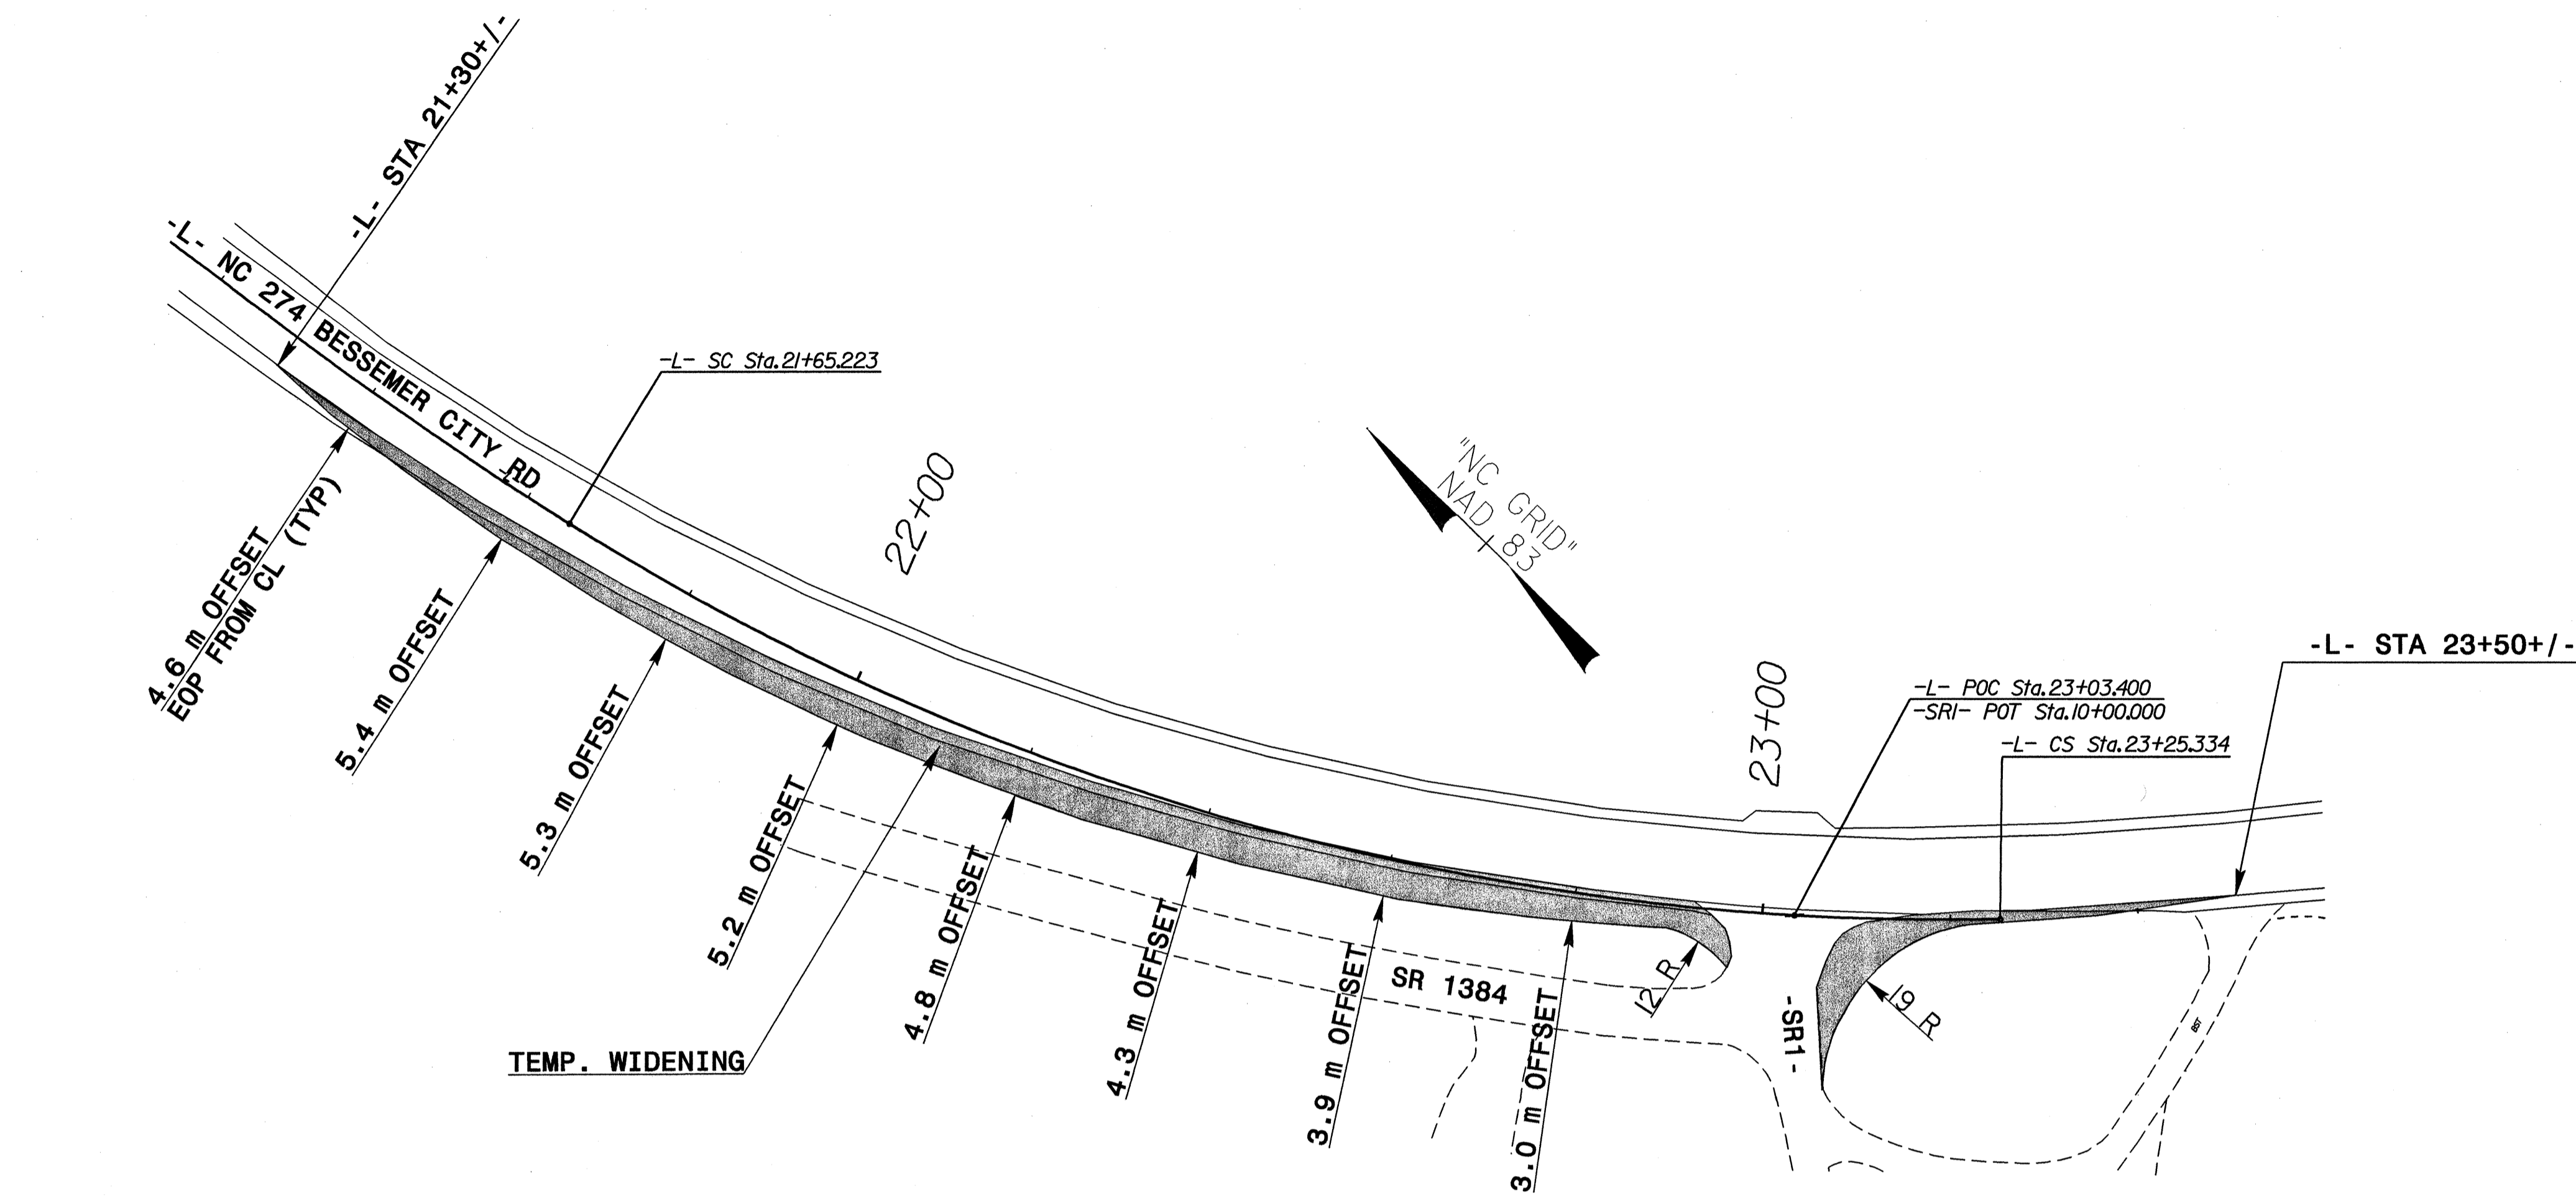 -L- STA 21+30+/-
-L- NC 274 BESSEMER CITY RD
-L- SC Sta.21+65.223
22+00
"NC GRID"
NAD 83
4.6 m OFFSET
EOP FROM CL (TYP)
5.4 m OFFSET
5.3 m OFFSET
5.2 m OFFSET
4.8 m OFFSET
4.3 m OFFSET
3.9 m OFFSET
3.0 m OFFSET
TEMP. WIDENING
SR 1384
12 R
-SR1-
19 R
BST
23+00
-L- STA 23+50+/-
-L- POC Sta.23+03.400
-SR1- POT Sta.10+00.000
-L- CS Sta.23+25.334